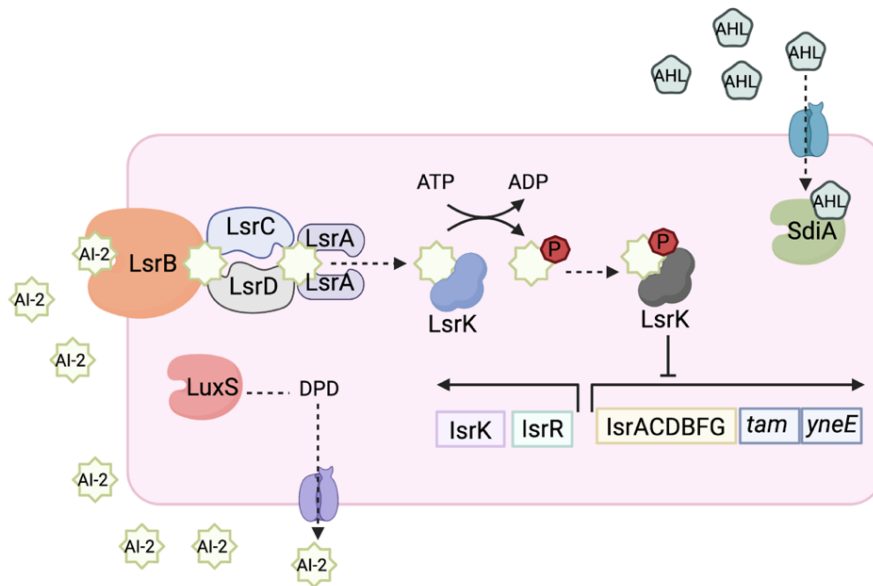 AHL
AHL
AHL
AHL
ATP
ADP
AHL
LsrC
LsrA
SdiA
AI-2
LsrB
P
P
LsrD
LsrA
AI-2
LsrK
LsrK
AI-2
LuxS
DPD
lsrK
lsrR
lsrACDBFG
tam
yneE
AI-2
AI-2
AI-2
AI-2